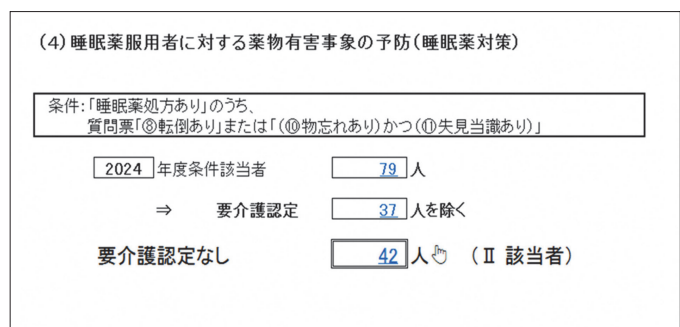 (4)睡眠薬服用者に対する薬物有害事象の予防(睡眠薬対策)
条件:「睡眠薬処方あり」のうち、
質問票「⑧転倒あり」または「(⑩物忘れあり)かつ(⑪失見当識あり)」
2024 年度条件該当者 79 人
⇒ 要介護認定 37 人を除く
要介護認定なし 42 人 (Ⅱ 該当者)